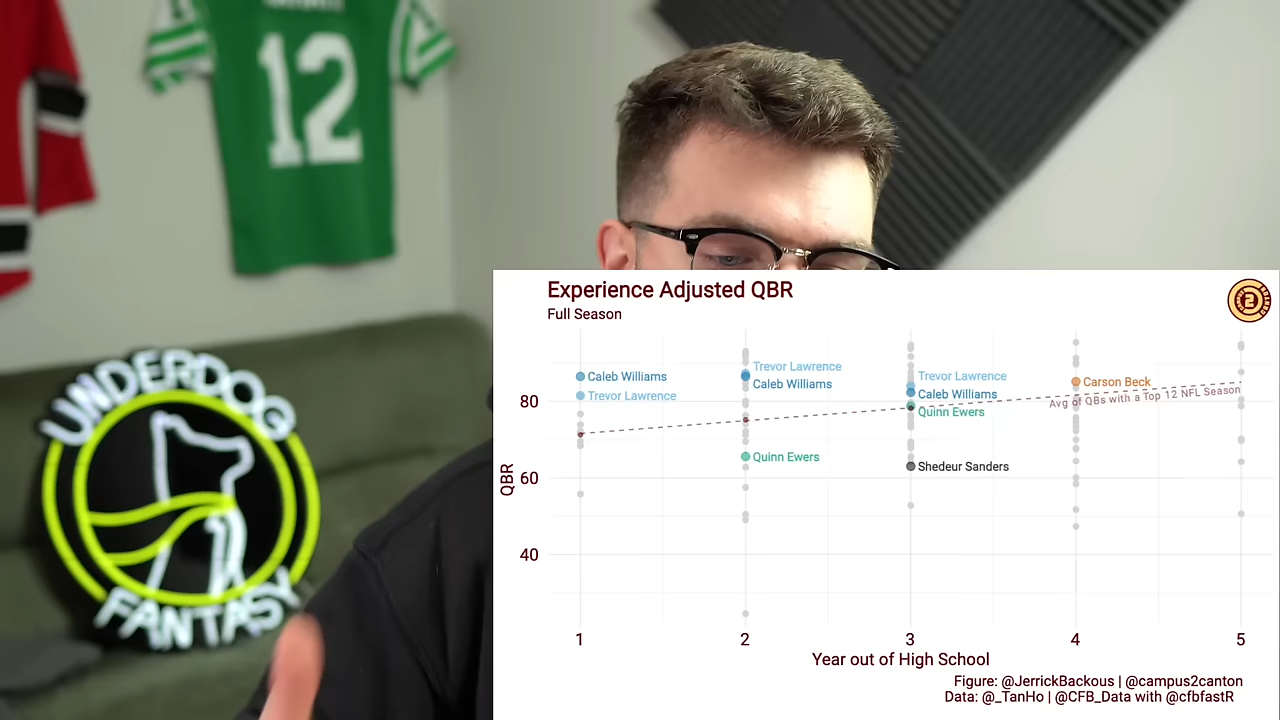 12
UNDERDOG
FANTASY
Experience Adjusted QBR
Full Season
Caleb Williams
Trevor Lawrence
Trevor Lawrence
Caleb Williams
Quinn Ewers
Trevor Lawrence
Caleb Williams
Quinn Ewers
Shedeur Sanders
Carson Beck
Avg of QBs with a Top 12 NFL Season
80
60
40
QBR
1 2 3 4 5
Year out of High School
Figure: @JerrickBackous | @campus2canton
Data: @_TanHo | @CFB_Data with @cfbfastR